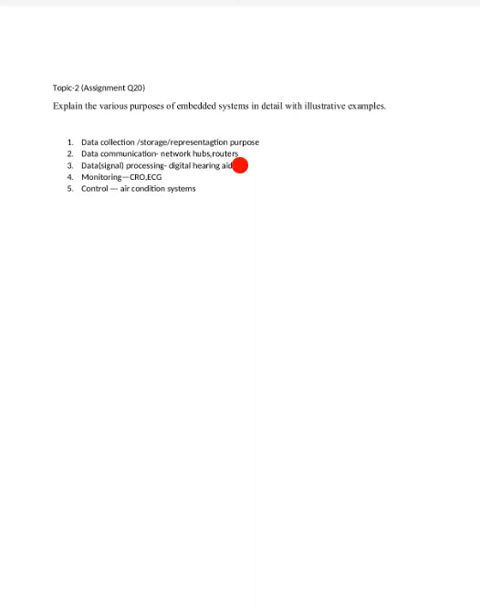 Topic-2 (Assignment Q20)
Explain the various purposes of embedded systems in detail with illustrative examples.
1. Data collection /storage/representagtion purpose
2. Data communication- network hubs,routers
3. Data(signal) processing- digital hearing aid
4. Monitoring—CRO,ECG
5. Control --- air condition systems